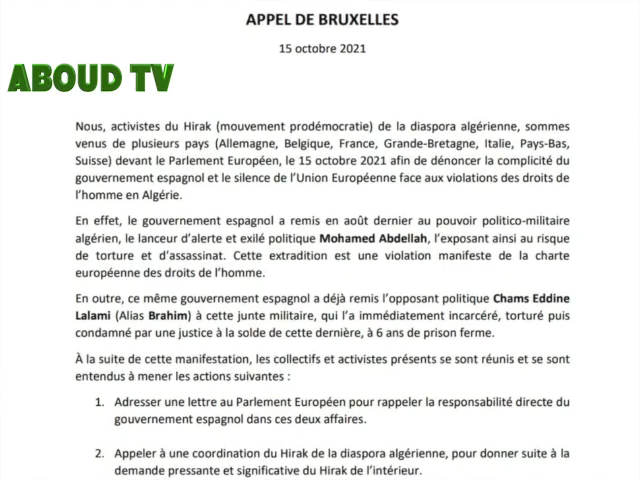 APPEL DE BRUXELLES
15 octobre 2021
ABOUD TV
Nous, activistes du Hirak (mouvement prodémocratie) de la diaspora algérienne, sommes
venus de plusieurs pays (Allemagne, Belgique, France, Grande-Bretagne, Italie, Pays-Bas,
Suisse) devant le Parlement Européen, le 15 octobre 2021 afin de dénoncer la complicité du
gouvernement espagnol et le silence de l’Union Européenne face aux violations des droits de
l’homme en Algérie.
En effet, le gouvernement espagnol a remis en août dernier au pouvoir politico-militaire
algérien, le lanceur d’alerte et exilé politique Mohamed Abdellah, l’exposant ainsi au risque
de torture et d’assassinat. Cette extradition est une violation manifeste de la charte
européenne des droits de l’homme.
En outre, ce même gouvernement espagnol a déjà remis l’opposant politique Chams Eddine
Lalami (Alias Brahim) à cette junte militaire, qui l’a immédiatement incarcéré, torturé puis
condamné par une justice à la solde de cette dernière, à 6 ans de prison ferme.
À la suite de cette manifestation, les collectifs et activistes présents se sont réunis et se sont
entendus à mener les actions suivantes :
1. Adresser une lettre au Parlement Européen pour rappeler la responsabilité directe du
gouvernement espagnol dans ces deux affaires.
2. Appeler à une coordination du Hirak de la diaspora algérienne, pour donner suite à la
demande pressante et significative du Hirak de l’intérieur.